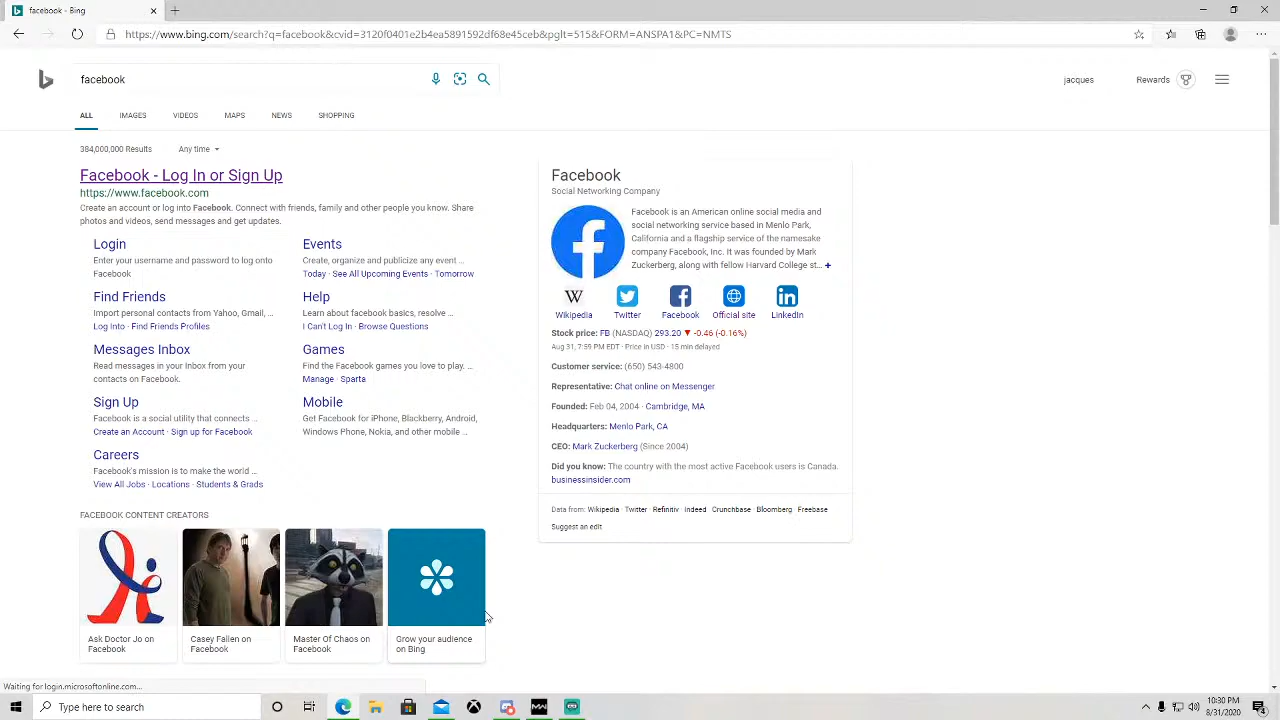 facebook - Bing
https://www.bing.com/search?q=facebook&cvid=3120f0401e2b4ea5891592df68e45ceb&pglt=515&FORM=ANSPA1&PC=NMTS
facebook
jacques
Rewards
ALL
IMAGES
VIDEOS
MAPS
NEWS
SHOPPING
384,000,000 Results
Any time
Facebook - Log In or Sign Up
https://www.facebook.com
Create an account or log into Facebook. Connect with friends, family and other people you know. Share
photos and videos, send messages and get updates.
Login
Enter your username and password to log onto
Facebook
Find Friends
Import personal contacts from Yahoo, Gmail, ...
Log Into · Find Friends Profiles
Messages Inbox
Read messages in your Inbox from your
contacts on Facebook.
Sign Up
Facebook is a social utility that connects ...
Create an Account · Sign up for Facebook
Careers
Facebook's mission is to make the world ...
View All Jobs · Locations · Students & Grads
Events
Create, organize and publicize any event ...
Today · See All Upcoming Events · Tomorrow
Help
Learn about facebook basics, resolve ...
I Can't Log In · Browse Questions
Games
Find the Facebook games you love to play. ...
Manage · Sparta
Mobile
Get Facebook for iPhone, Blackberry, Android,
Windows Phone, Nokia, and other mobile ...
FACEBOOK CONTENT CREATORS
Ask Doctor Jo on
Facebook
Casey Fallen on
Facebook
Master Of Chaos on
Facebook
Grow your audience
on Bing
Facebook
Social Networking Company
Facebook is an American online social media and
social networking service based in Menlo Park,
California and a flagship service of the namesake
company Facebook, Inc. It was founded by Mark
Zuckerberg, along with fellow Harvard College st... +
Wikipedia
Twitter
Facebook
Official site
LinkedIn
Stock price: FB (NASDAQ) 293.20 ▼ -0.46 (-0.16%)
Aug 31, 7:59 PM EDT · Price in USD · 15 min delayed
Customer service: (650) 543-4800
Representative: Chat online on Messenger
Founded: Feb 04, 2004 · Cambridge, MA
Headquarters: Menlo Park, CA
CEO: Mark Zuckerberg (Since 2004)
Did you know: The country with the most active Facebook users is Canada.
businessinsider.com
Data from: Wikipedia Twitter Refinitiv Indeed Crunchbase Bloomberg Freebase
Suggest an edit
Waiting for login.microsoftonline.com...
Type here to search
10:30 PM
8/31/2020